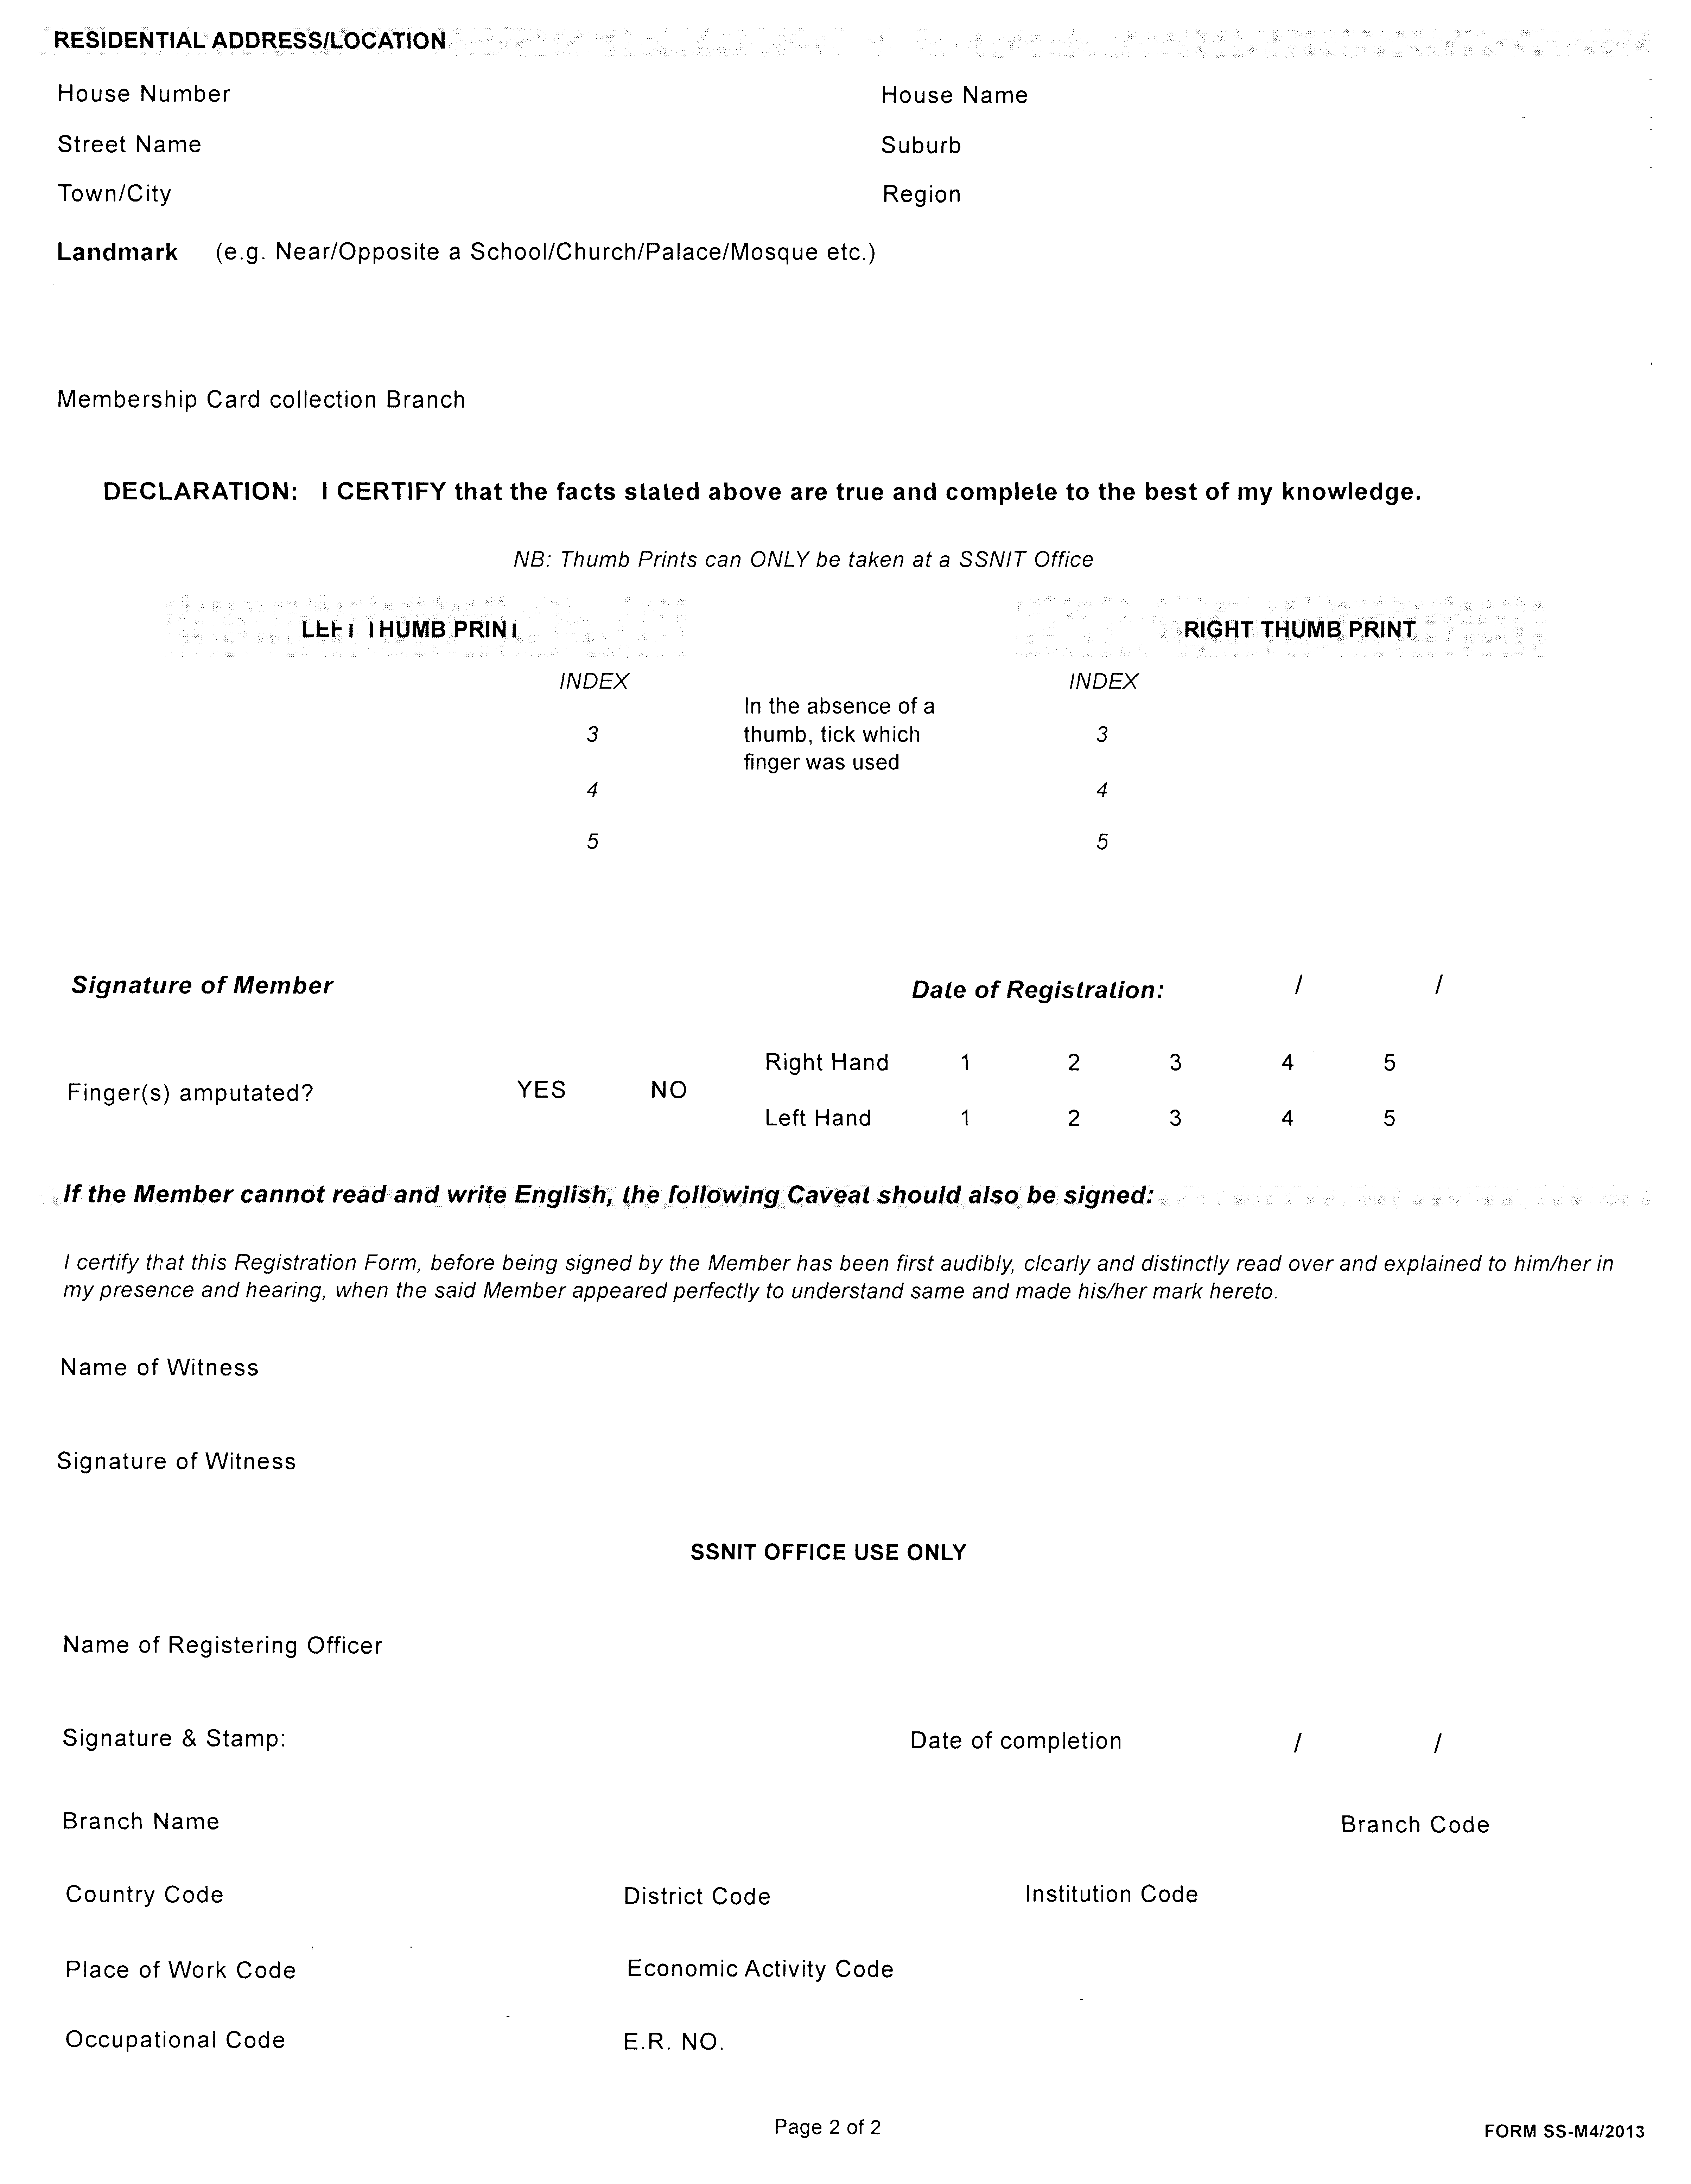 RESIDENTIAL ADDRESS/LOCATION
House Number House Name
Street Name Suburb
Town/City Region
Landmark (e.g. Near/Opposite a School/Church/Palace/Mosque etc.)
Membership Card collection Branch
DECLARATION: I CERTIFY that the facts stated above are true and complete to the best of my knowledge.
NB: Thumb Prints can ONLY be taken at a SSNIT Office
LEFT THUMB PRINT RIGHT THUMB PRINT
INDEX INDEX
In the absence of a
3 thumb, tick which 3
finger was used
4 4
5 5
Signature of Member Date of Registration: / /
Right Hand 1 2 3 4 5
Finger(s) amputated? YES NO
Left Hand 1 2 3 4 5
If the Member cannot read and write English, the following Caveat should also be signed:
I certify that this Registration Form, before being signed by the Member has been first audibly, clearly and distinctly read over and explained to him/her in
my presence and hearing, when the said Member appeared perfectly to understand same and made his/her mark hereto.
Name of Witness
Signature of Witness
SSNIT OFFICE USE ONLY
Name of Registering Officer
Signature & Stamp: Date of completion / /
Branch Name Branch Code
Country Code District Code Institution Code
Place of Work Code Economic Activity Code
Occupational Code E.R. NO.
Page 2 of 2 FORM SS-M4/2013